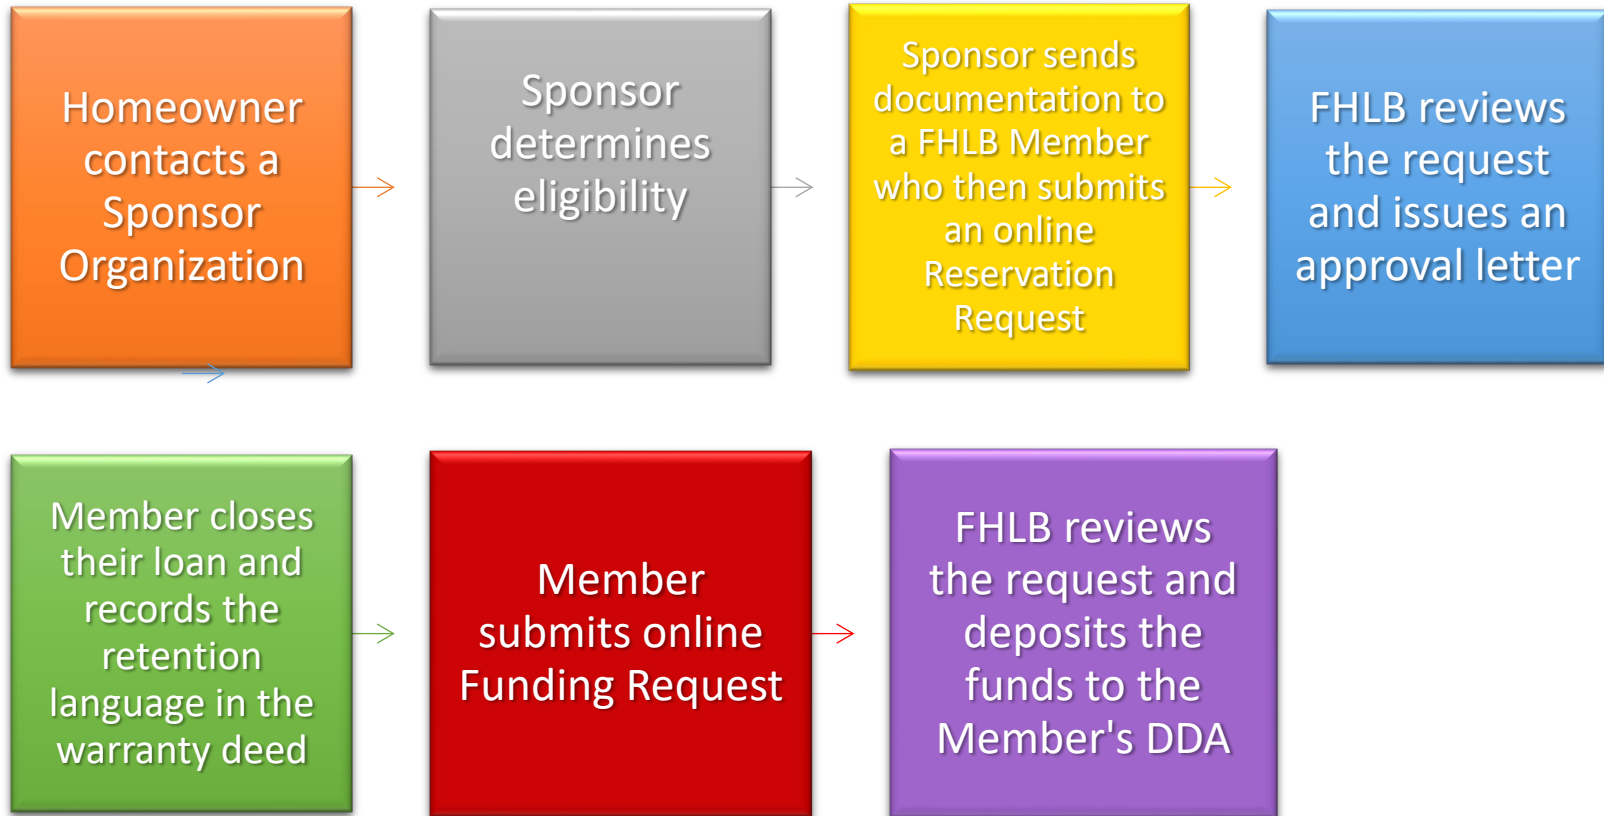 Homeowner
contacts a
Sponsor
Organization
Sponsor
determines
eligibility
Sponsor sends
documentation to
a FHLB Member
who then submits
an online
Reservation
Request
FHLB reviews
the request
and issues an
approval letter
Member closes
their loan and
records the
retention
language in the
warranty deed
Member
submits online
Funding Request
FHLB reviews
the request and
deposits the
funds to the
Member's DDA